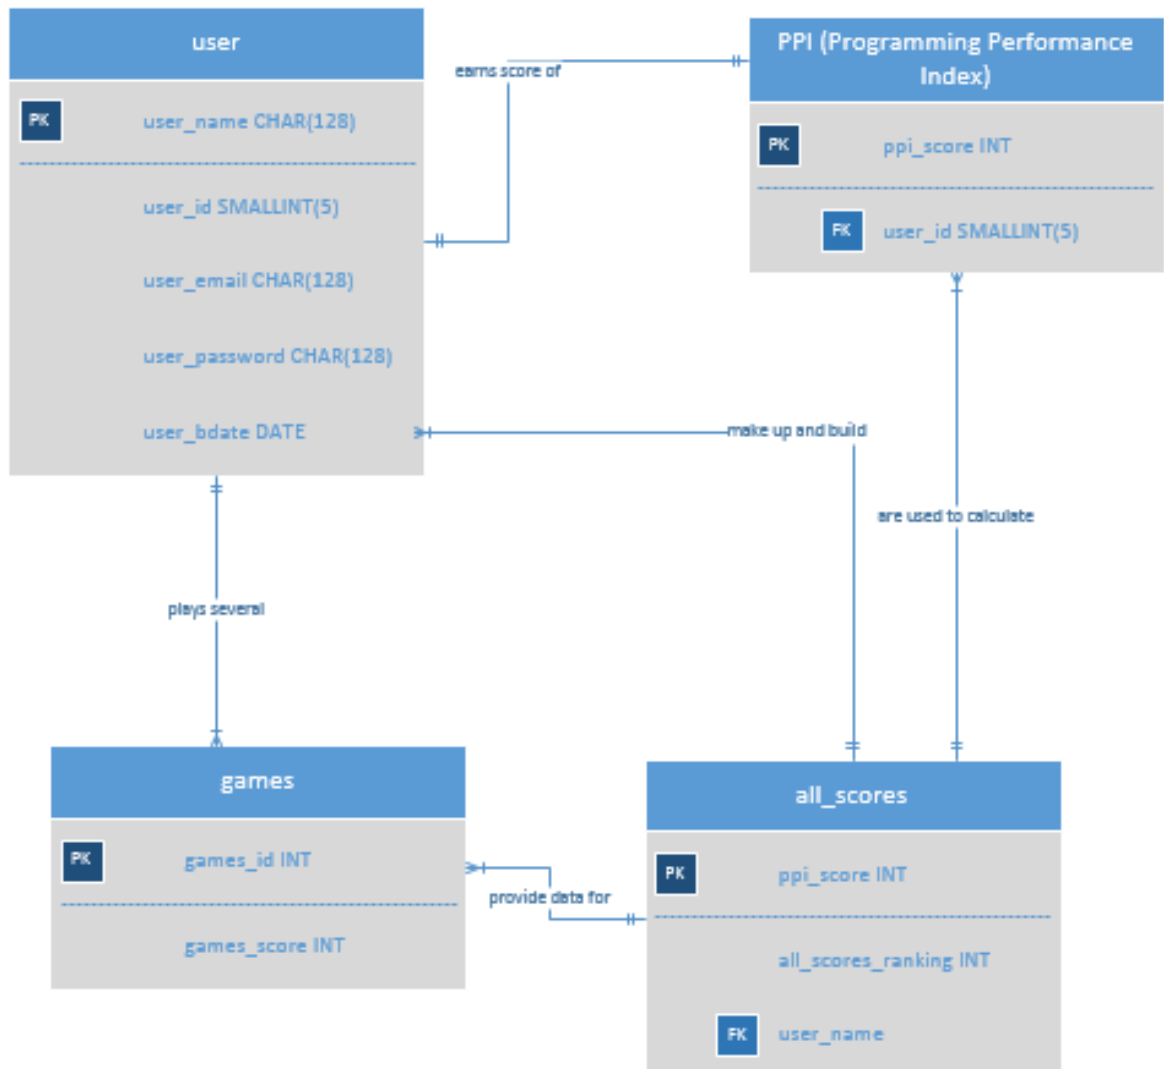 user
PK
user_name CHAR(128)
user_id SMALLINT(5)
user_email CHAR(128)
user_password CHAR(128)
user_bdate DATE
earns score of
PPI (Programming Performance
Index)
PK
ppi_score INT
FK
user_id SMALLINT(5)
make up and build
are used to calculate
plays several
games
PK
games_id INT
games_score INT
provide data for
all_scores
PK
ppi_score INT
all_scores_ranking INT
FK
user_name